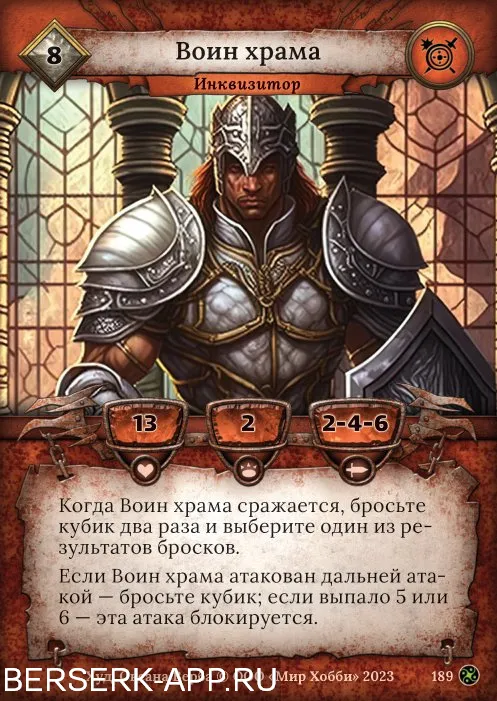 8
Воин храма
Инквизитор
13
2
2-4-6
Когда Воин храма сражается, бросьте
кубик два раза и выберите один из ре-
зультатов бросков.
Если Воин храма атакован дальней ата-
кой — бросьте кубик; если выпало 5 или
6 — эта атака блокируется.
© ООО «Мир Хобби» 2023
189
BERSERK-APP.RU